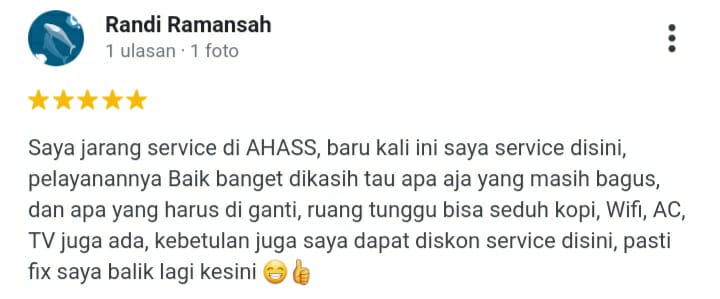 Randi Ramansah
1 ulasan · 1 foto
Saya jarang service di AHASS, baru kali ini saya service disini,
pelayanannya Baik banget dikasih tau apa aja yang masih bagus,
dan apa yang harus di ganti, ruang tunggu bisa seduh kopi, Wifi, AC,
TV juga ada, kebetulan juga saya dapat diskon service disini, pasti
fix saya balik lagi kesini 😁👍